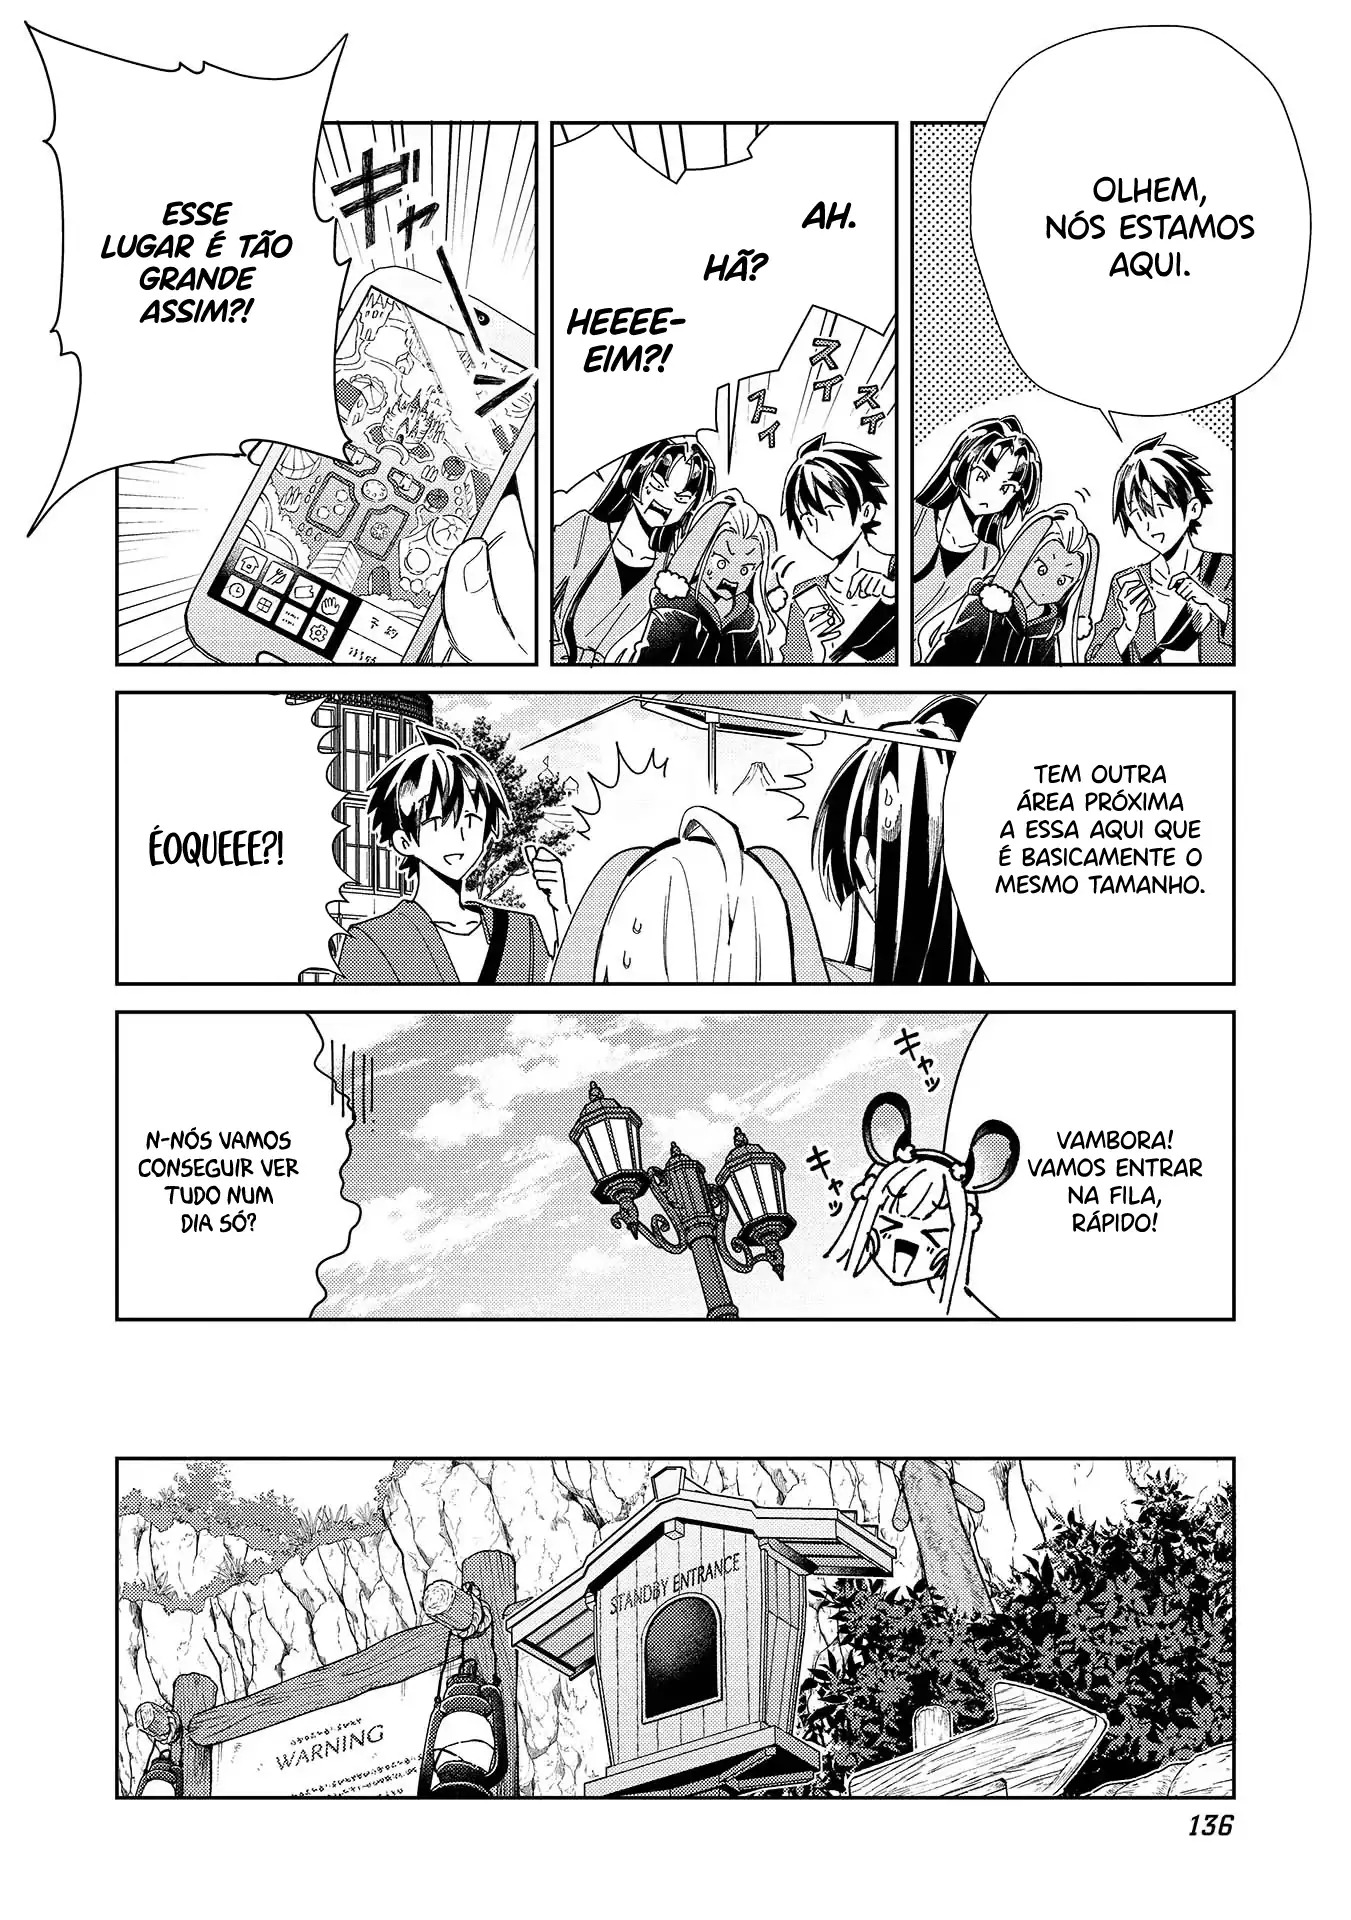 OLHEM,
NÓS ESTAMOS
AQUI.
AH.
HÃ?
HEEEE-
EIM?!
スイ
スイ
ギャ
ESSE
LUGAR É TÃO
GRANDE
ASSIM?!
予約
TEM OUTRA
ÁREA PRÓXIMA
A ESSA AQUI QUE
É BASICAMENTE O
MESMO TAMANHO.
ÉOQUEEE?!
キャッ
キャッ
VAMBORA!
VAMOS ENTRAR
NA FILA,
RÁPIDO!
N-NÓS VAMOS
CONSEGUIR VER
TUDO NUM
DIA SÓ?
STANDBY ENTRANCE
WARNING
136